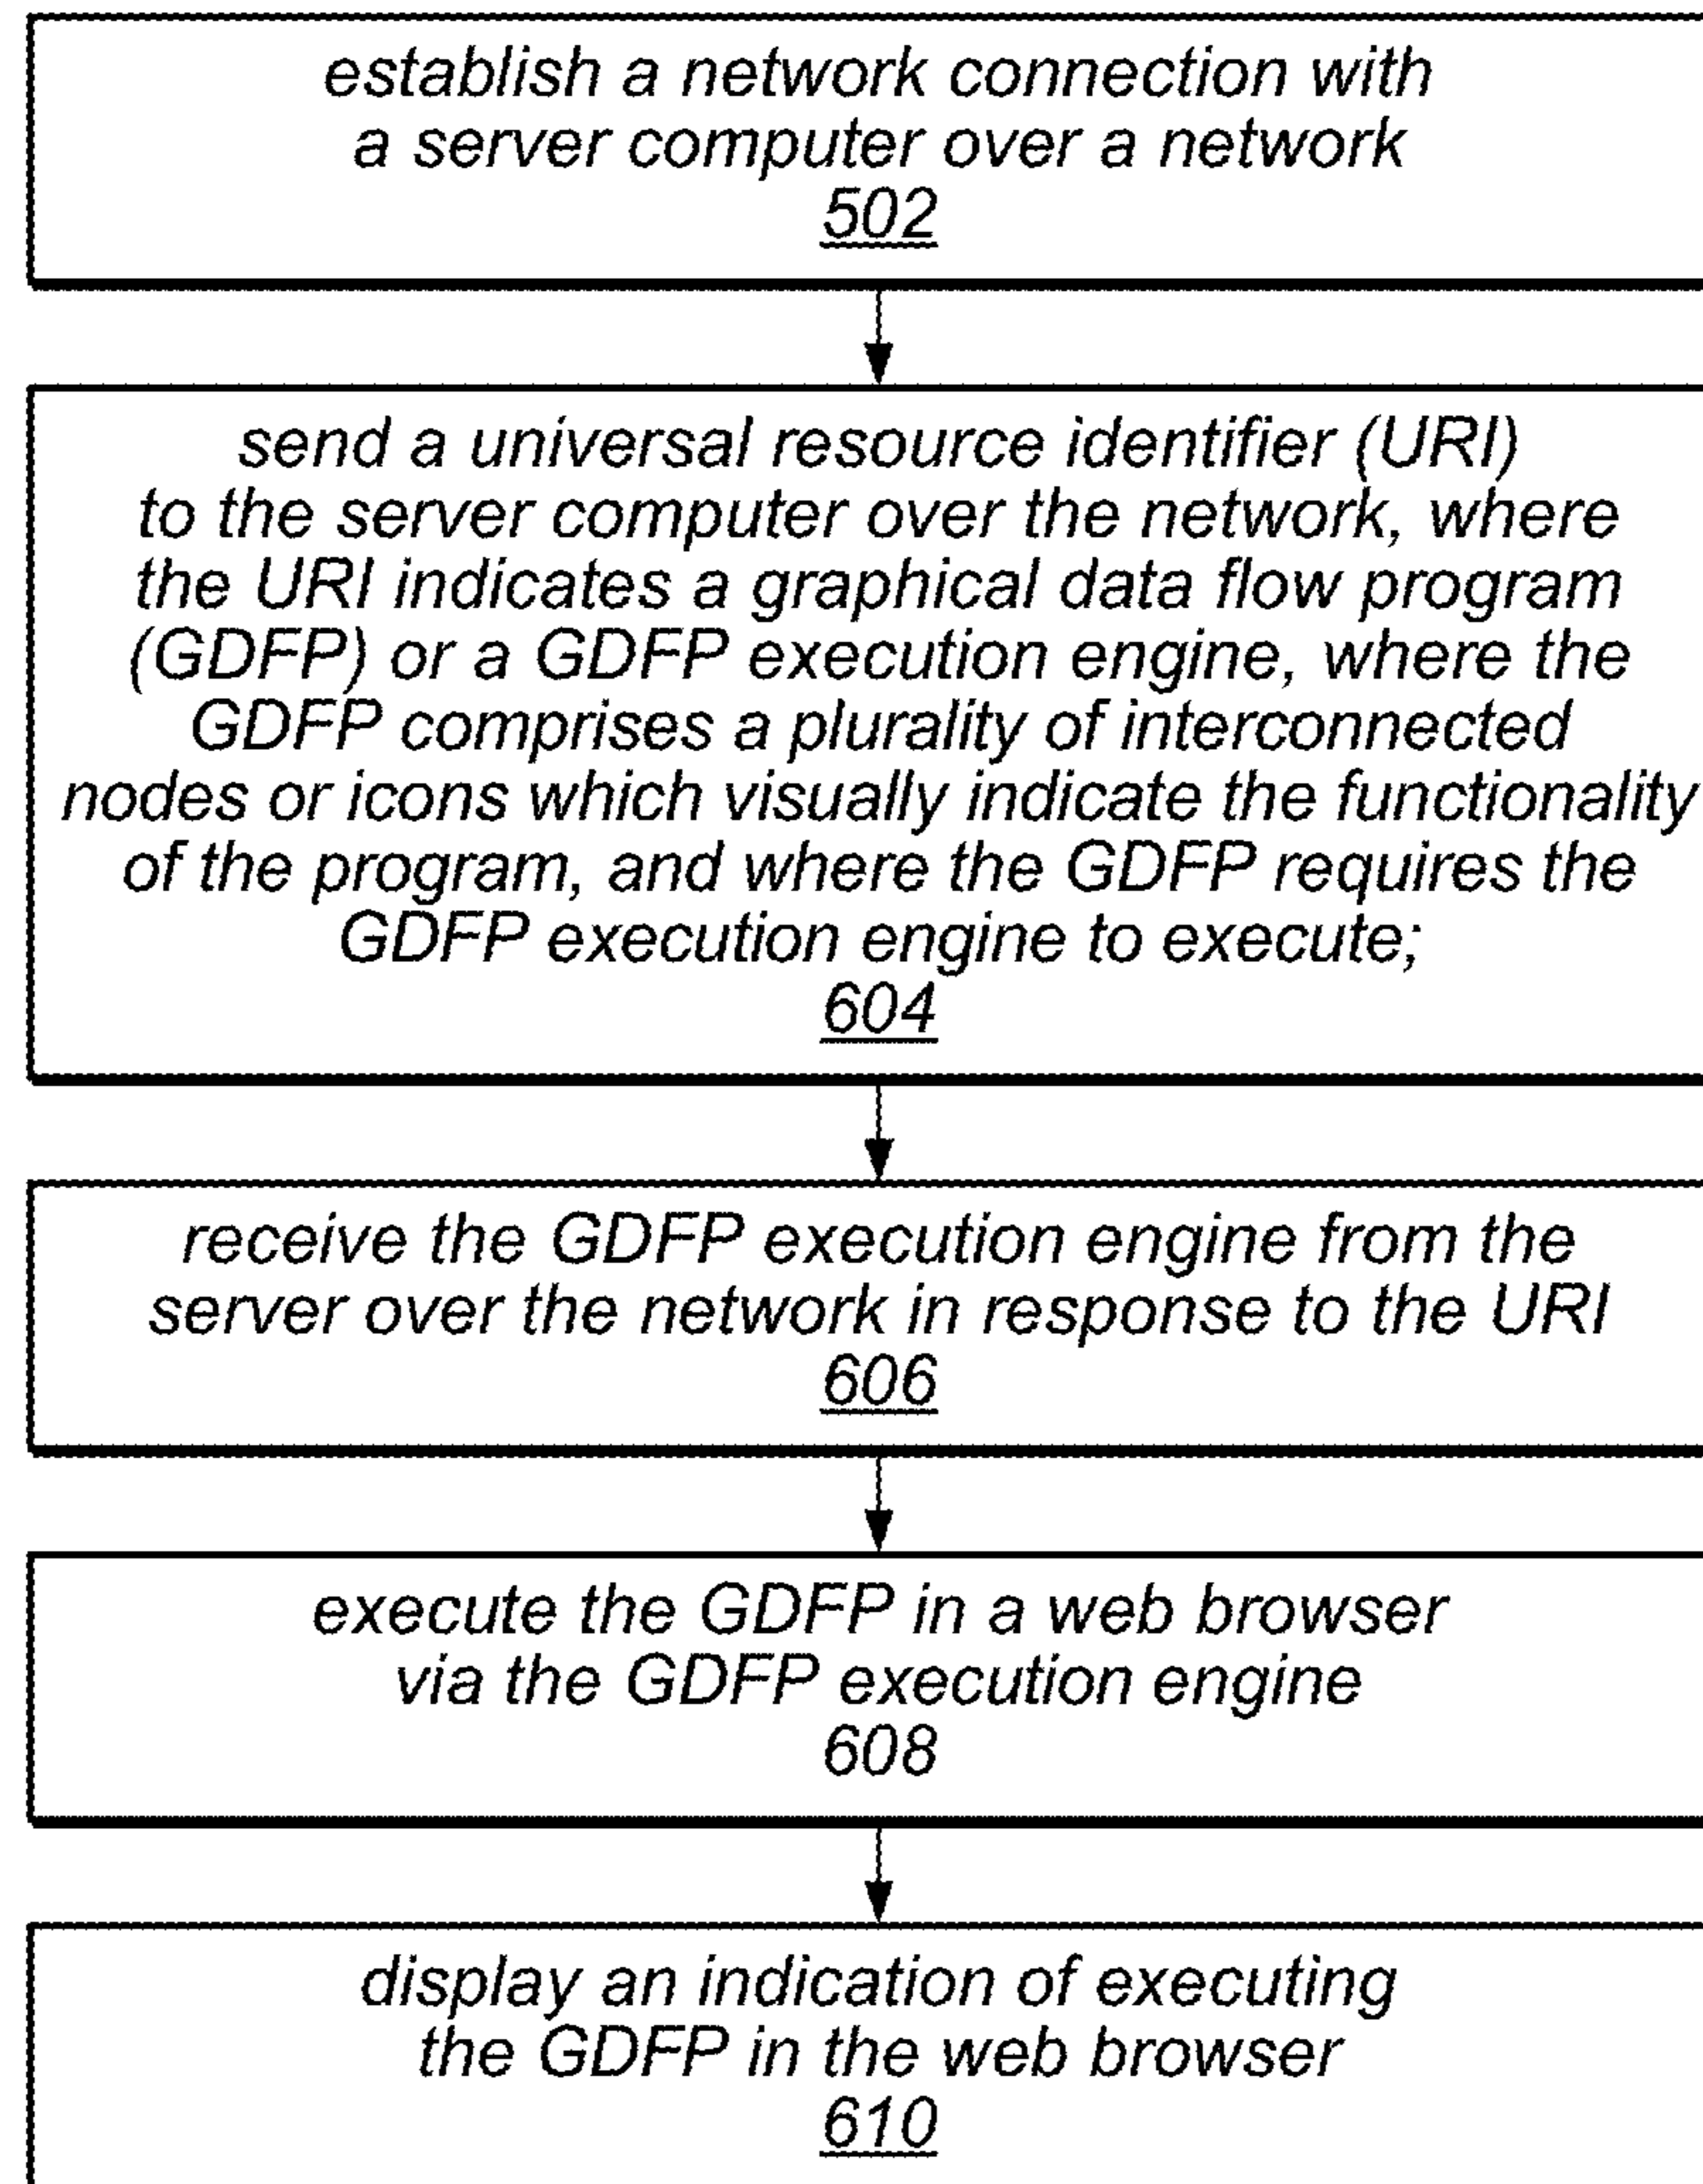 establish a network connection with
a server computer over a network
502
send a universal resource identifier (URI)
to the server computer over the network, where
the URI indicates a graphical data flow program
(GDFP) or a GDFP execution engine, where the
GDFP comprises a plurality of interconnected
nodes or icons which visually indicate the functionality
of the program, and where the GDFP requires the
GDFP execution engine to execute;
604
receive the GDFP execution engine from the
server over the network in response to the URI
606
execute the GDFP in a web browser
via the GDFP execution engine
608
display an indication of executing
the GDFP in the web browser
610